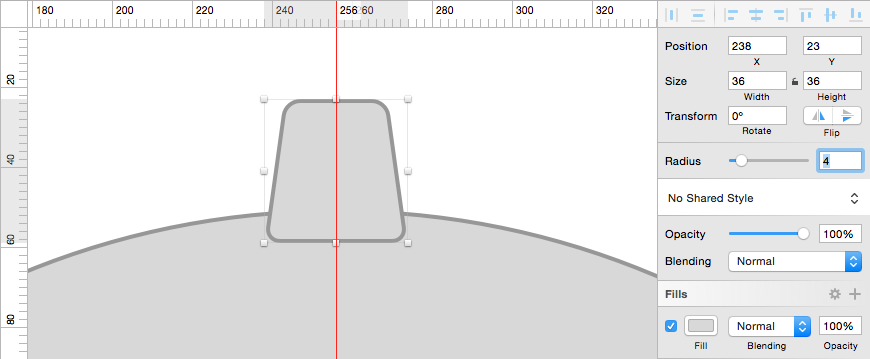 180 200 220 240 256:60 280 300 320
20
40
60
80
Position 238 23
X Y
Size 36 36
Width Height
Transform 0º
Rotate Flip
Radius 4
No Shared Style
Opacity 100%
Blending Normal
Fills
Normal 100%
Fill Blending Opacity